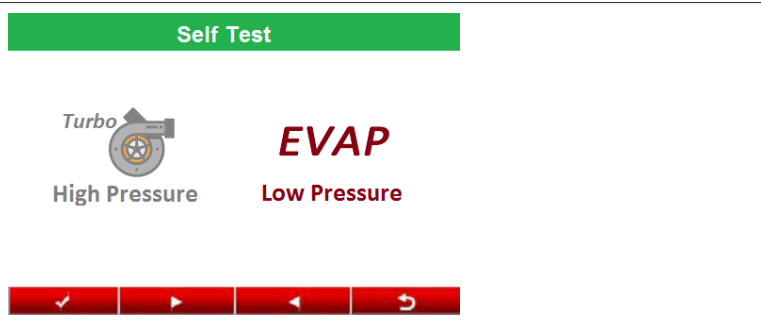 Self Test
Turbo
EVAP
High Pressure
Low Pressure